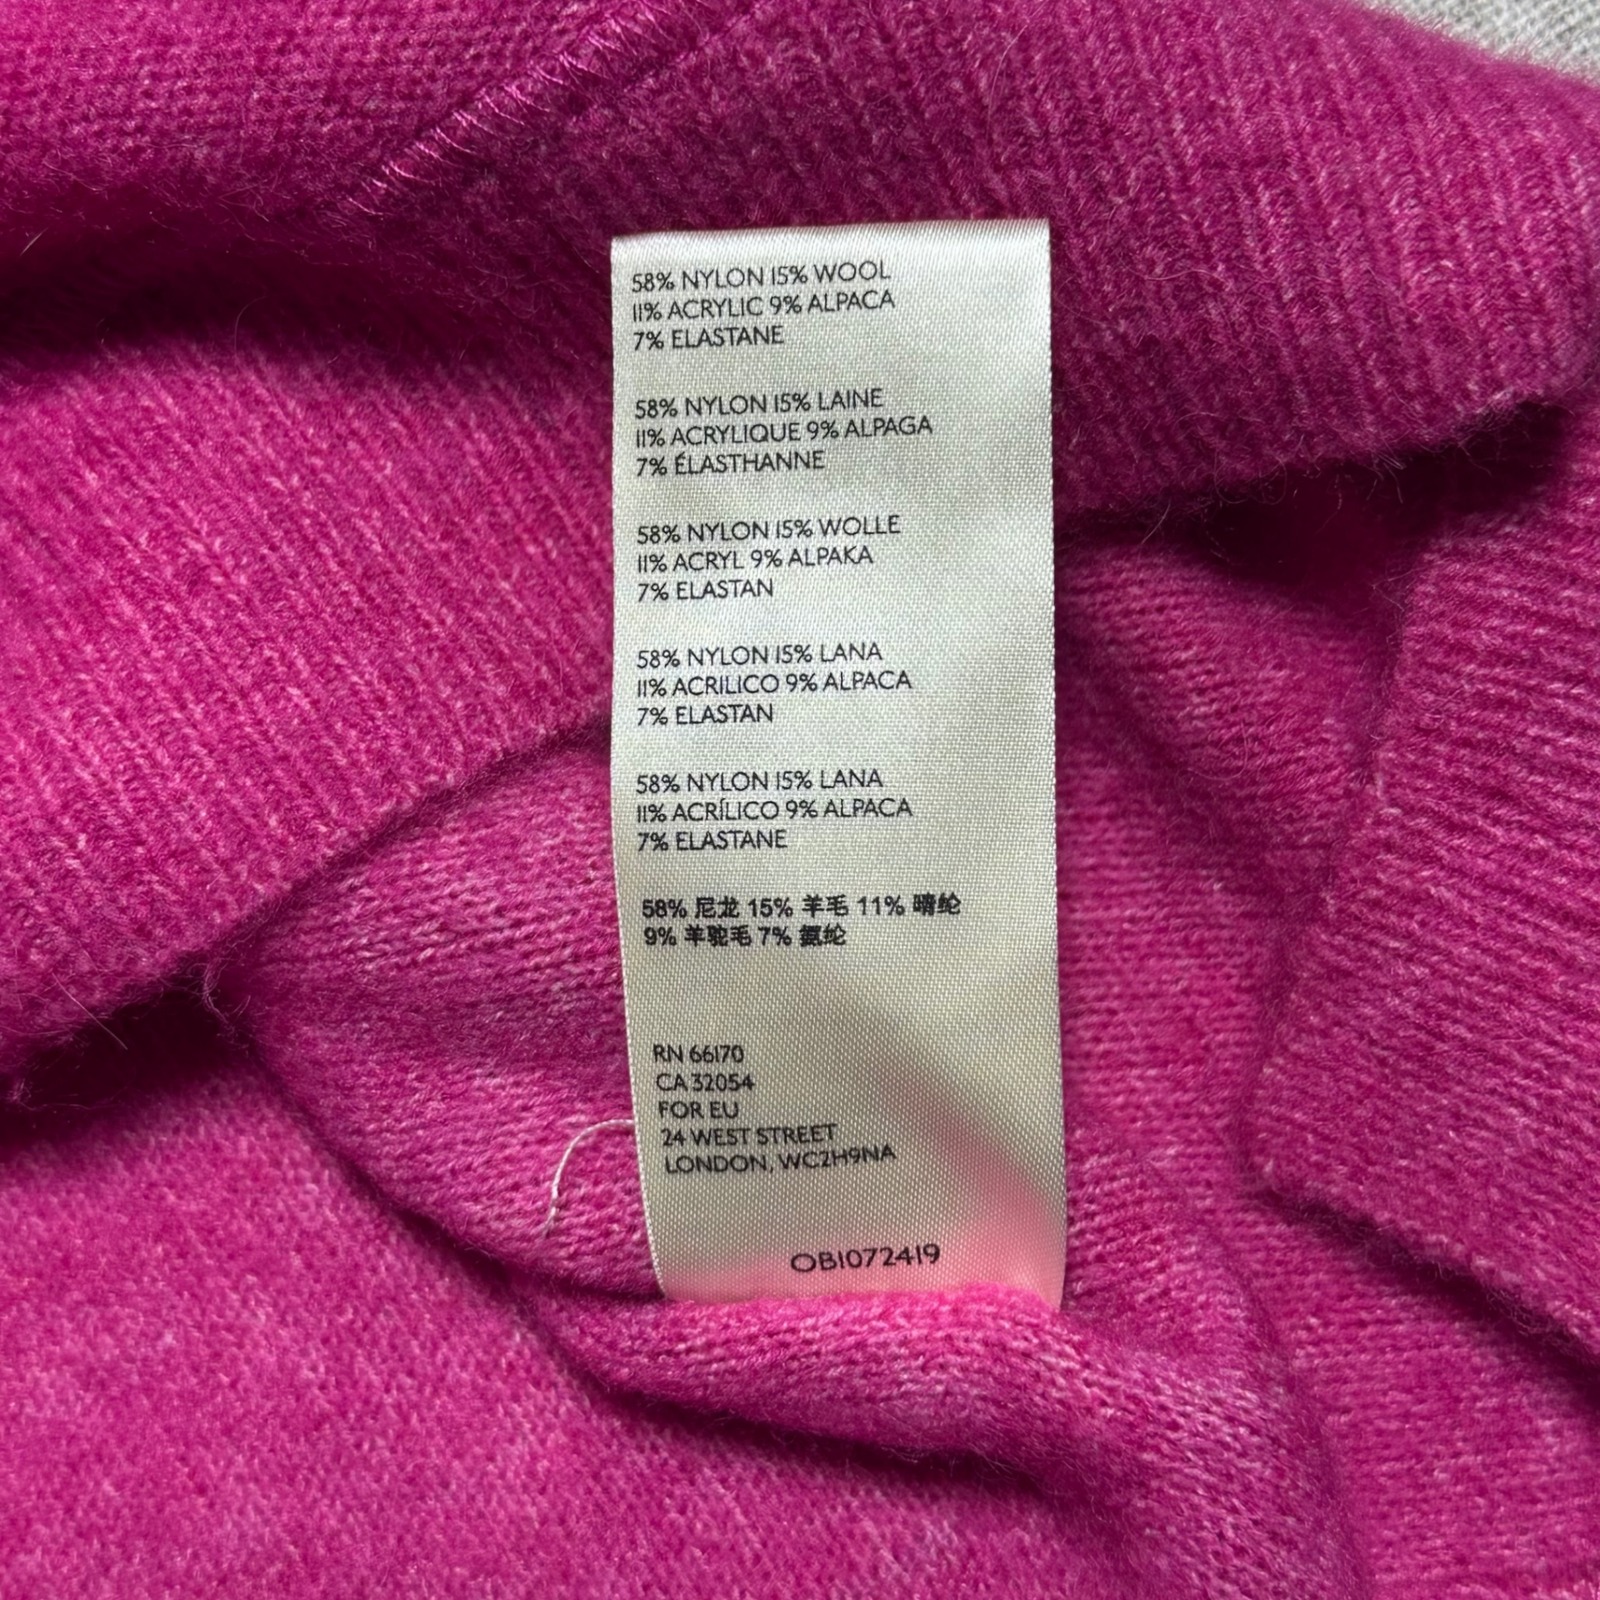 58% NYLON 15% WOOL
11% ACRYLIC 9% ALPACA
7% ELASTANE
58% NYLON 15% LAINE
11% ACRYLIQUE 9% ALPAGA
7% ÉLASTHANNE
58% NYLON 15% WOLLE
11% ACRYL 9% ALPAKA
7% ELASTAN
58% NYLON 15% LANA
11% ACRILICO 9% ALPACA
7% ELASTAN
58% NYLON 15% LANA
11% ACRÍLICO 9% ALPACA
7% ELASTANE
58% 尼龙 15% 羊毛 11% 晴纶
9% 羊驼毛 7% 氨纶
RN 66170
CA 32054
FOR EU
24 WEST STREET
LONDON, WC2H9NA
OB1072419